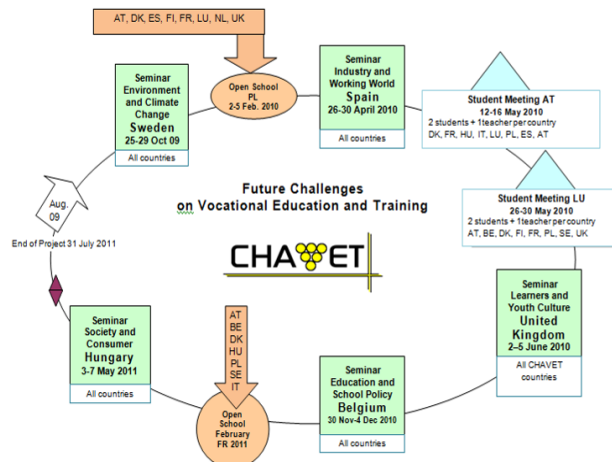 AT, DK, ES, FI, FR, LU, NL, UK
Open School
PL
2-5 Feb. 2010
Seminar
Environment
and Climate
Change
Sweden
25-29 Oct 09
All countries
Seminar
Industry and
Working World
Spain
26-30 April 2010
All countries
Student Meeting AT
12-16 May 2010
2 students + 1teacher per country
DK, FR, HU, IT, LU, PL, ES, AT
Student Meeting LU
26-30 May 2010
2 students + 1teacher per country
AT, BE, DK, FI, FR, PL, SE, UK
Aug.
09
End of Project 31 July 2011
Future Challenges
on Vocational Education and Training
CHAVET
Seminar
Learners and
Youth Culture
United
Kingdom
2–5 June 2010
All CHAVET
countries
Seminar
Society and
Consumer
Hungary
3-7 May 2011
All countries
AT
BE
DK
HU
PL
SE
IT
Open
School
February
FR 2011
Seminar
Education and
School Policy
Belgium
30 Nov-4 Dec 2010
All countries